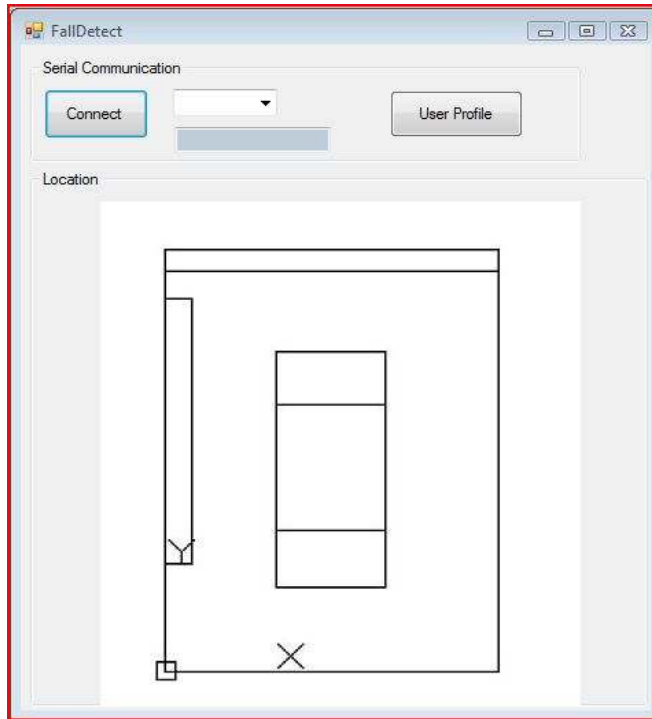 FallDetect
Serial Communication
Connect
User Profile
Location
Y
X